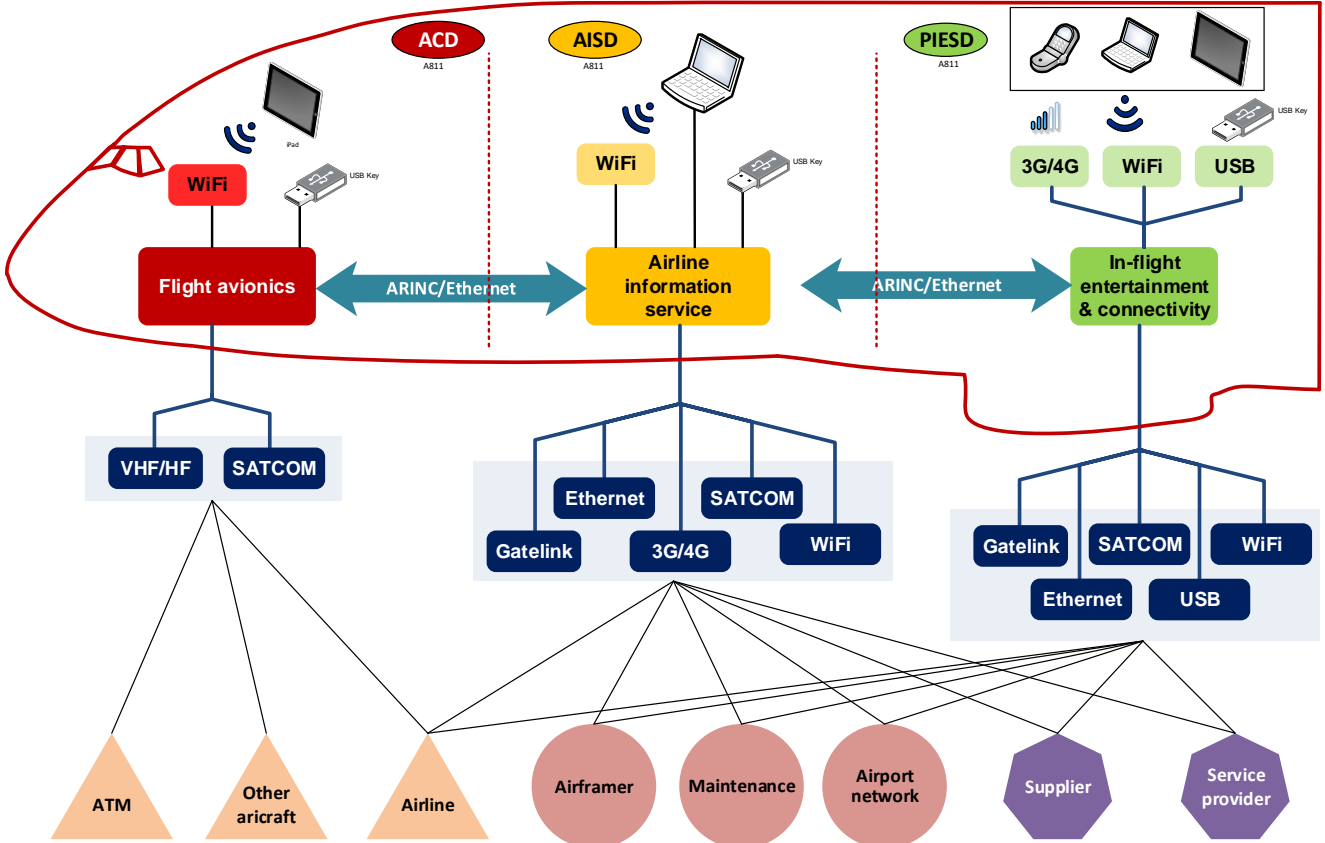 ACD
A811
AISD
A811
PIESD
A811
iPad
USB Key
WiFi
WiFi
USB Key
USB Key
3G/4G
WiFi
USB
Flight avionics
ARINC/Ethernet
Airline
information
service
ARINC/Ethernet
In-flight
entertainment
& connectivity
VHF/HF
SATCOM
Ethernet
SATCOM
Gatelink
3G/4G
WiFi
Gatelink
SATCOM
WiFi
Ethernet
USB
ATM
Other
aricraft
Airline
Airframer
Maintenance
Airport
network
Supplier
Service
provider